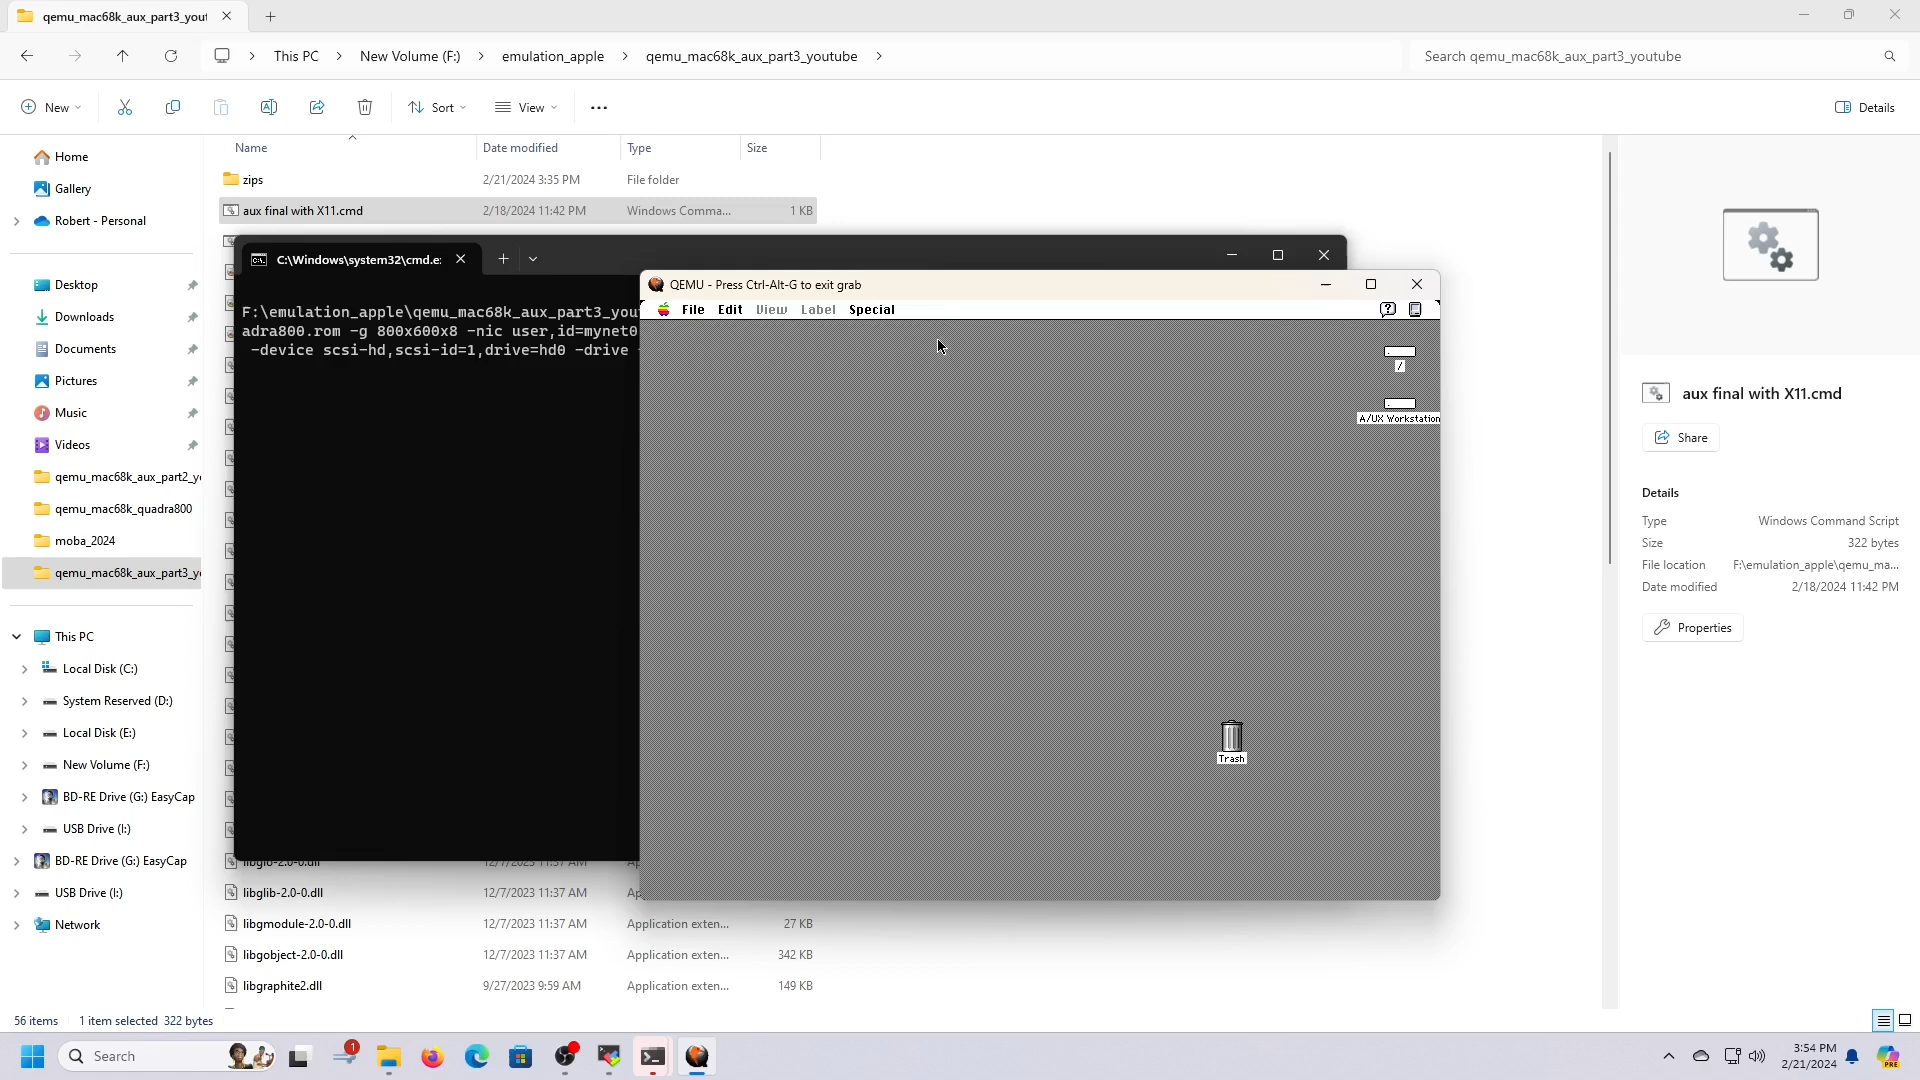 qemu_mac68k_aux_part3_yout
This PC
New Volume (F:)
emulation_apple
qemu_mac68k_aux_part3_youtube
Search qemu_mac68k_aux_part3_youtube
New
Sort
View
Details
Name
Date modified
Type
Size
zips
2/21/2024 3:35 PM
File folder
aux final with X11.cmd
2/18/2024 11:42 PM
Windows Comma...
1 KB
Home
Gallery
Robert - Personal
Desktop
Downloads
Documents
Pictures
Music
Videos
qemu_mac68k_aux_part2_y
qemu_mac68k_quadra800
moba_2024
qemu_mac68k_aux_part3_y
This PC
Local Disk (C:)
System Reserved (D:)
Local Disk (E:)
New Volume (F:)
BD-RE Drive (G:) EasyCap
USB Drive (I:)
BD-RE Drive (G:) EasyCap
USB Drive (I:)
Network
C:\Windows\system32\cmd.e
F:\emulation_apple\qemu_mac68k_aux_part3_you
adra800.rom -g 800x600x8 -nic user,id=mynet0
-device scsi-hd,scsi-id=1,drive=hd0 -drive
QEMU - Press Ctrl-Alt-G to exit grab
File Edit View Label Special
/
A/UX Workstation
Trash
12/7/2023 11:37 AM
libglib-2.0-0.dll
12/7/2023 11:37 AM
libgmodule-2.0-0.dll
12/7/2023 11:37 AM
Application exten...
27 KB
libgobject-2.0-0.dll
12/7/2023 11:37 AM
Application exten...
342 KB
libgraphite2.dll
9/27/2023 9:59 AM
Application exten...
149 KB
aux final with X11.cmd
Share
Details
Type
Windows Command Script
Size
322 bytes
File location
F:\emulation_apple\qemu_ma...
Date modified
2/18/2024 11:42 PM
Properties
56 items
1 item selected 322 bytes
Search
1
3:54 PM
2/21/2024
PRE